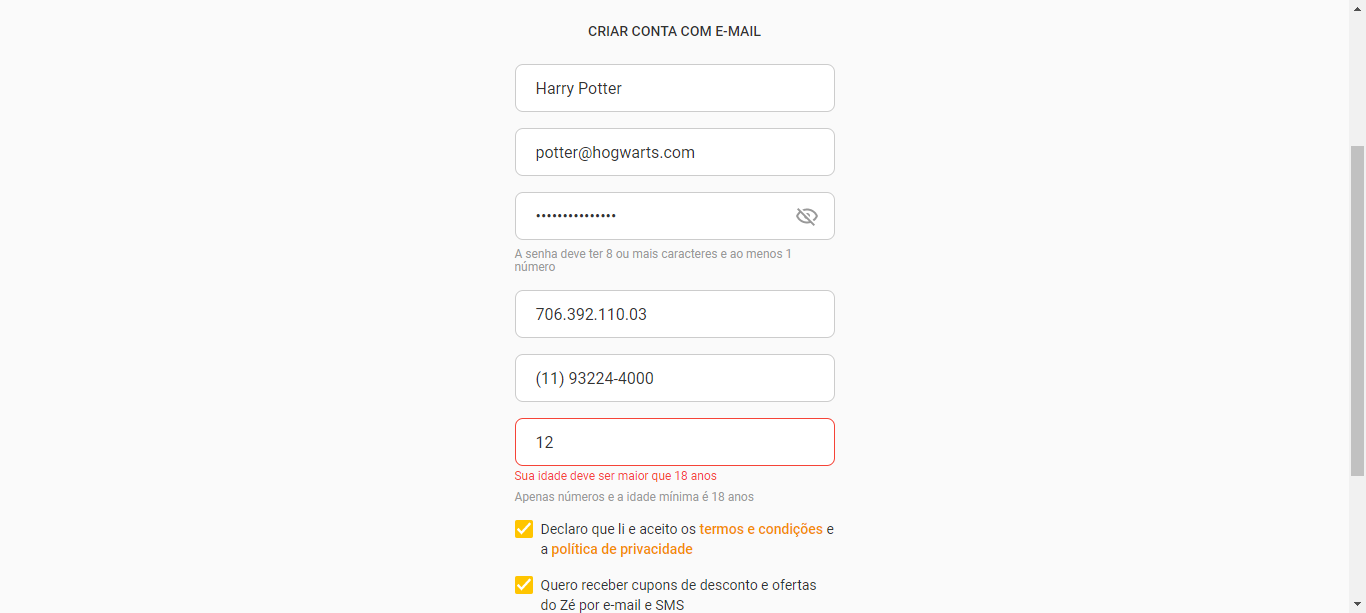 CRIAR CONTA COM E-MAIL
Harry Potter
potter@hogwarts.com
•••••••••••••••
A senha deve ter 8 ou mais caracteres e ao menos 1
número
706.392.110.03
(11) 93224-4000
12
Sua idade deve ser maior que 18 anos
Apenas números e a idade mínima é 18 anos
Declaro que li e aceito os termos e condições e
a política de privacidade
Quero receber cupons de desconto e ofertas
do Zé por e-mail e SMS